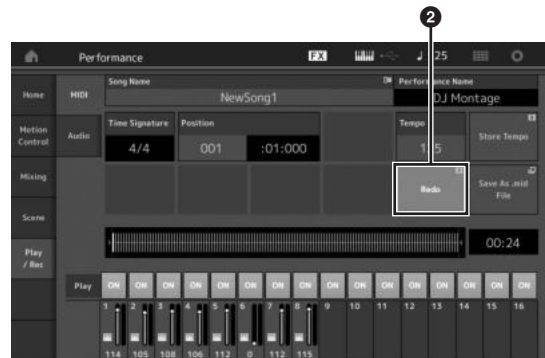 2
Performance
FX
25
Song Name
Performance Name
Home
MIDI
NewSong1
DJ Montage
Motion
Control
Audio
Time Signature
Position
Tempo
Store Tempo
4/4
001
:01:000
Mixing
Redo
Save As .mid
File
Scene
Play
/ Rec
00:24
Play
ON ON ON ON ON ON ON ON ON ON ON ON ON ON ON ON
1 2 3 4 5 6 7 8 9 10 11 12 13 14 15 16
114 105 108 106 112 0 112 115